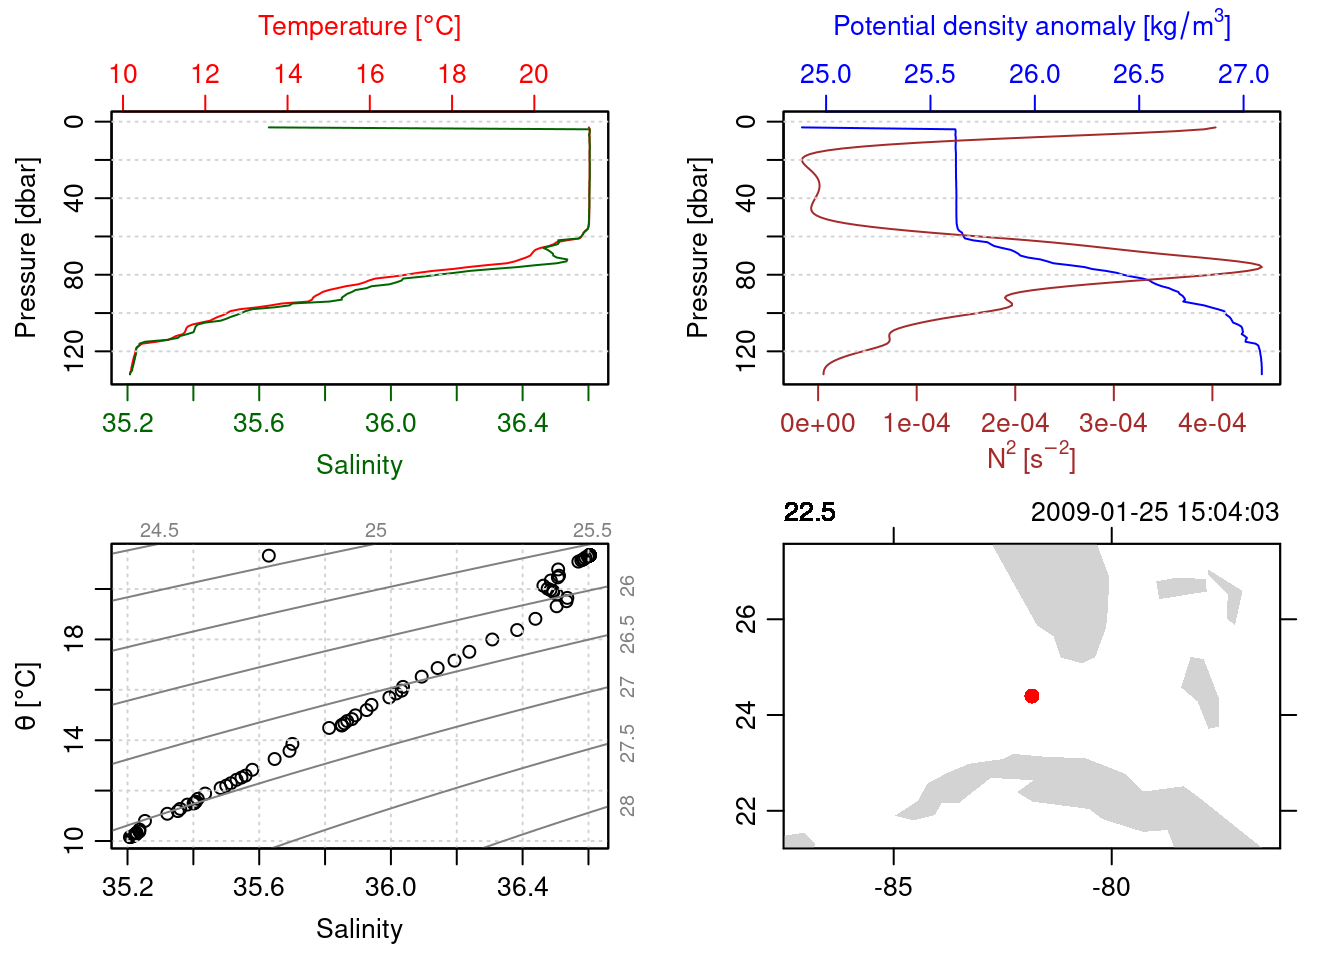 Temperature [°C]
10 12 14 16 18 20
0
40
80
120
Pressure [dbar]
35.2 35.6 36.0 36.4
Salinity
Potential density anomaly [kg/m³]
25.0 25.5 26.0 26.5 27.0
0
40
80
120
Pressure [dbar]
0e+00 1e-04 2e-04 3e-04 4e-04
N² [s⁻²]
24.5 25 25.5
26
26.5
27
27.5
28
18
14
10
θ [°C]
35.2 35.6 36.0 36.4
Salinity
22.5 2009-01-25 15:04:03
26
24
22
-85 -80